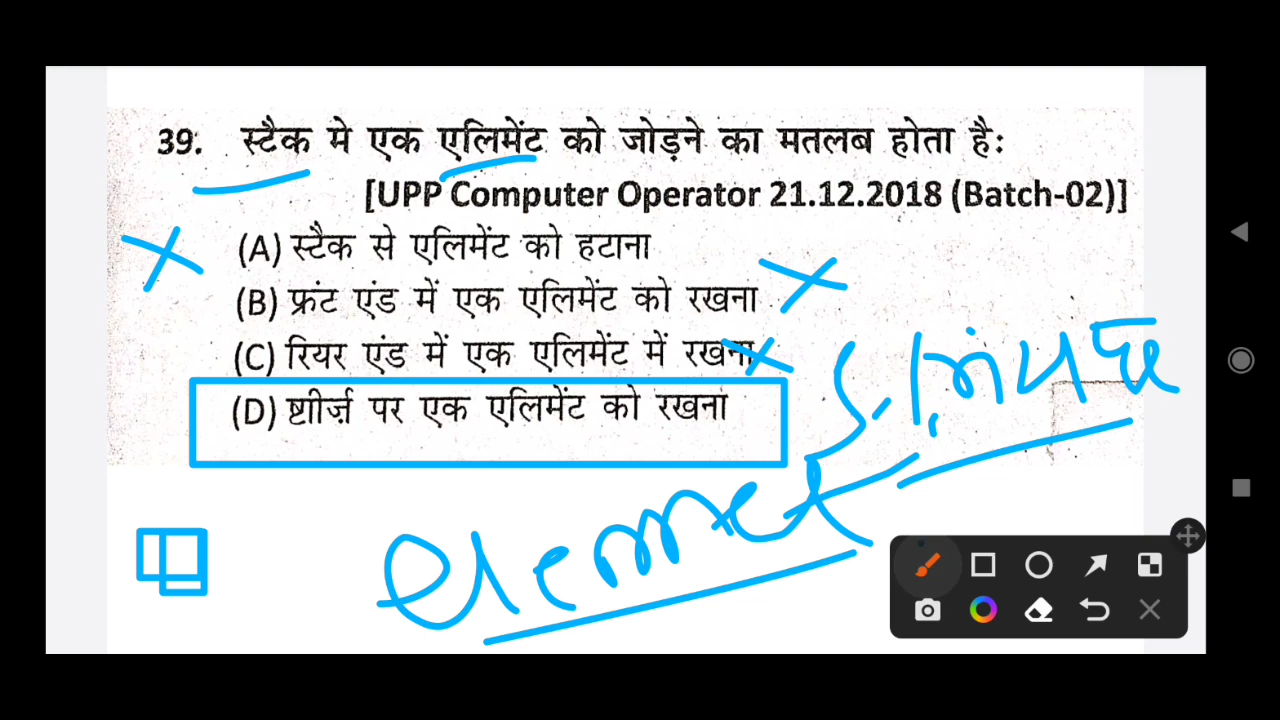 39. स्टैक मे एक एलिमेंट को जोड़ने का मतलब होता है:
[UPP Computer Operator 21.12.2018 (Batch-02)]
(A) स्टैक से एलिमेंट को हटाना
(B) फ्रंट एंड में एक एलिमेंट को रखना
(C) रियर एंड में एक एलिमेंट में रखना
(D) ष्टाीर्ज़ पर एक एलिमेंट को रखना